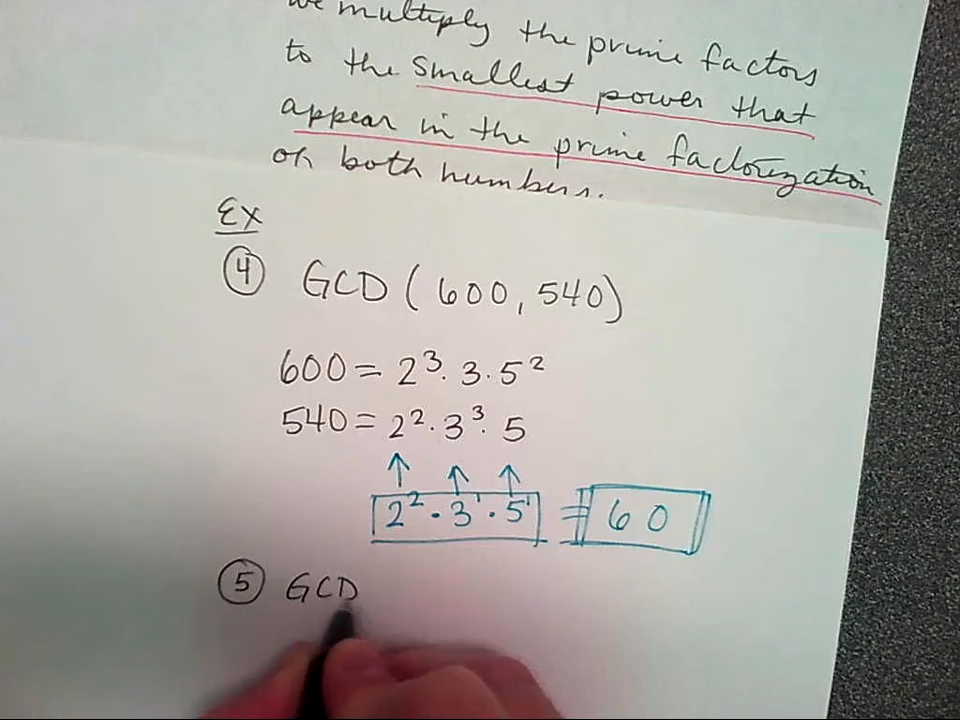 we multiply the prime factors
to the smallest power that
appear in the prime factorization
of both numbers.
Ex
④ GCD (600, 540)
600 = 2³ · 3 · 5²
540 = 2² · 3³ · 5
↑ ↑ ↑
2² · 3¹ · 5¹ = 60
⑤ GCD